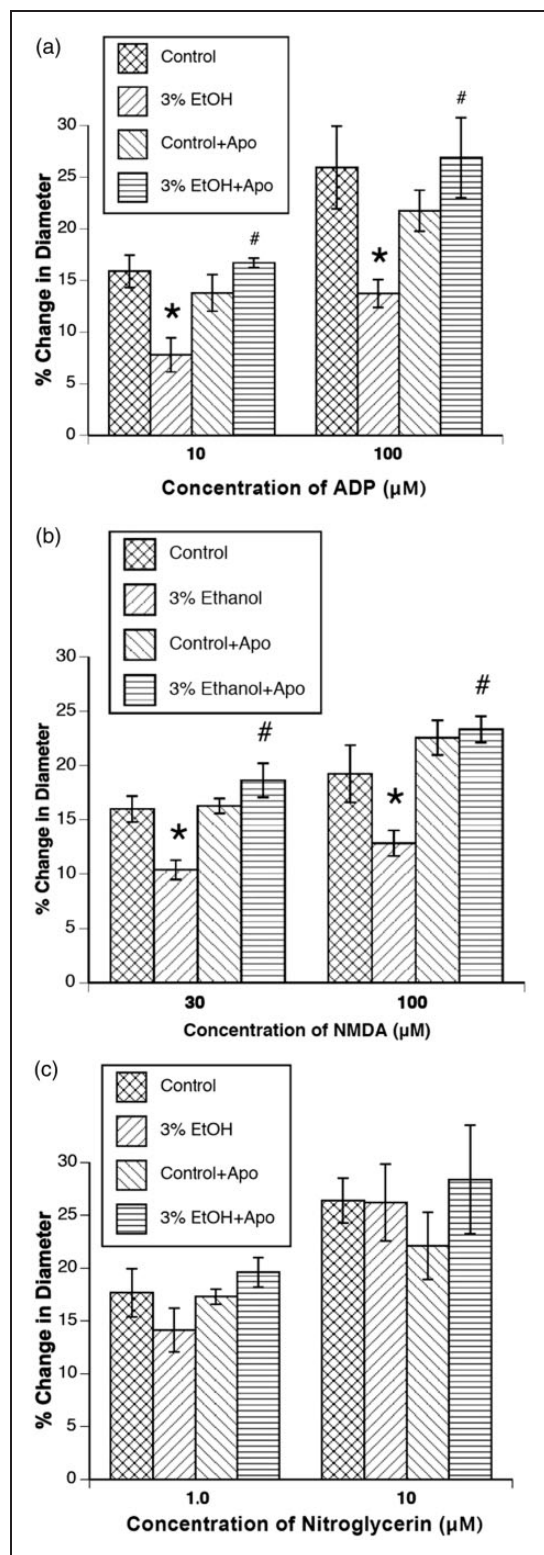 (a)
Control
3% EtOH
Control+Apo
3% EtOH+Apo
30
25
20
15
10
5
0
% Change in Diameter
*
#
*
#
10
100
Concentration of ADP (µM)
(b)
Control
3% Ethanol
Control+Apo
3% Ethanol+Apo
30
25
20
15
10
5
0
% Change in Diameter
*
#
*
#
30
100
Concentration of NMDA (µM)
(c)
Control
3% EtOH
Control+Apo
3% EtOH+Apo
30
25
20
15
10
5
0
% Change in Diameter
1.0
10
Concentration of Nitroglycerin (µM)